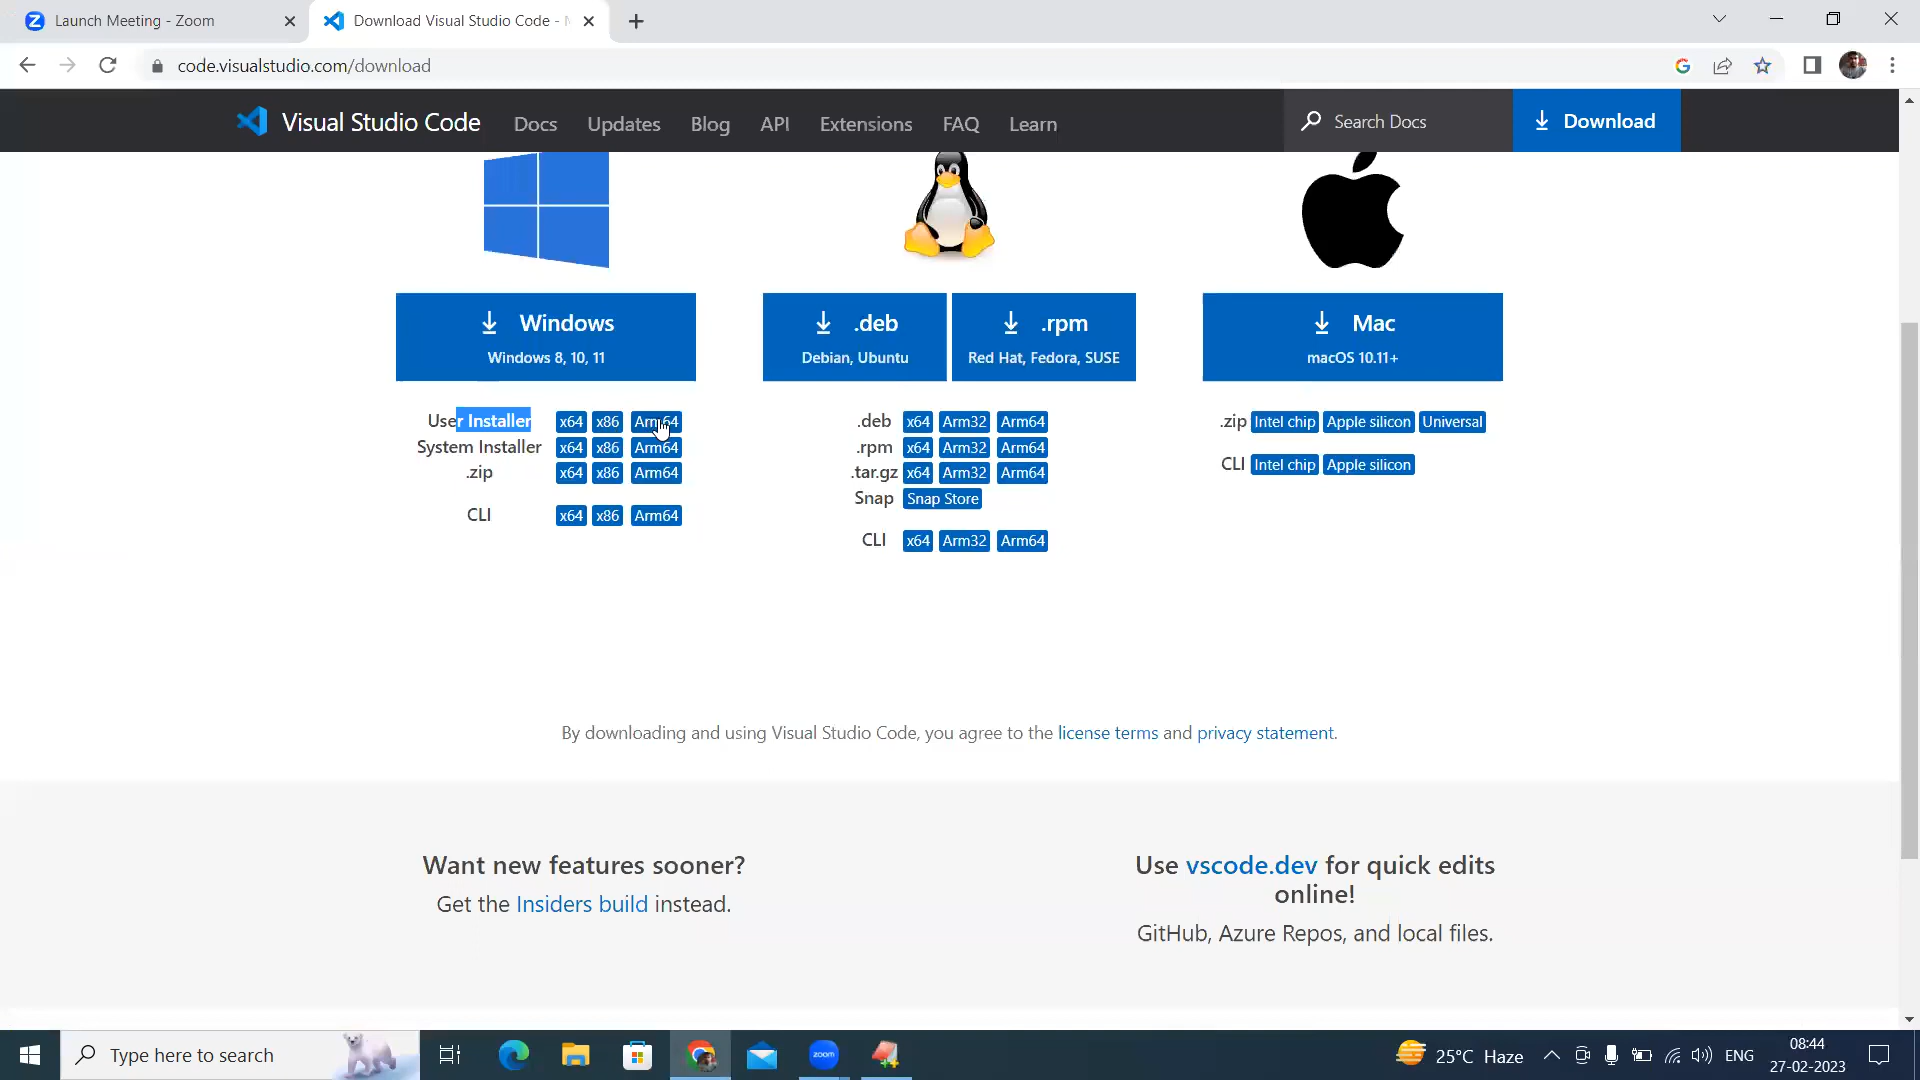 Launch Meeting - Zoom
Download Visual Studio Code -
code.visualstudio.com/download
Visual Studio Code
Docs
Updates
Blog
API
Extensions
FAQ
Learn
Search Docs
Download
Windows
Windows 8, 10, 11
.deb
Debian, Ubuntu
.rpm
Red Hat, Fedora, SUSE
Mac
macOS 10.11+
User Installer x64 x86 Arm64
System Installer x64 x86 Arm64
.zip x64 x86 Arm64
CLI x64 x86 Arm64
.deb x64 Arm32 Arm64
.rpm x64 Arm32 Arm64
.tar.gz x64 Arm32 Arm64
Snap Snap Store
CLI x64 Arm32 Arm64
.zip Intel chip Apple silicon Universal
CLI Intel chip Apple silicon
By downloading and using Visual Studio Code, you agree to the license terms and privacy statement.
Want new features sooner?
Get the Insiders build instead.
Use vscode.dev for quick edits
online!
GitHub, Azure Repos, and local files.
Type here to search
zoom
25°C Haze
ENG
08:44
27-02-2023